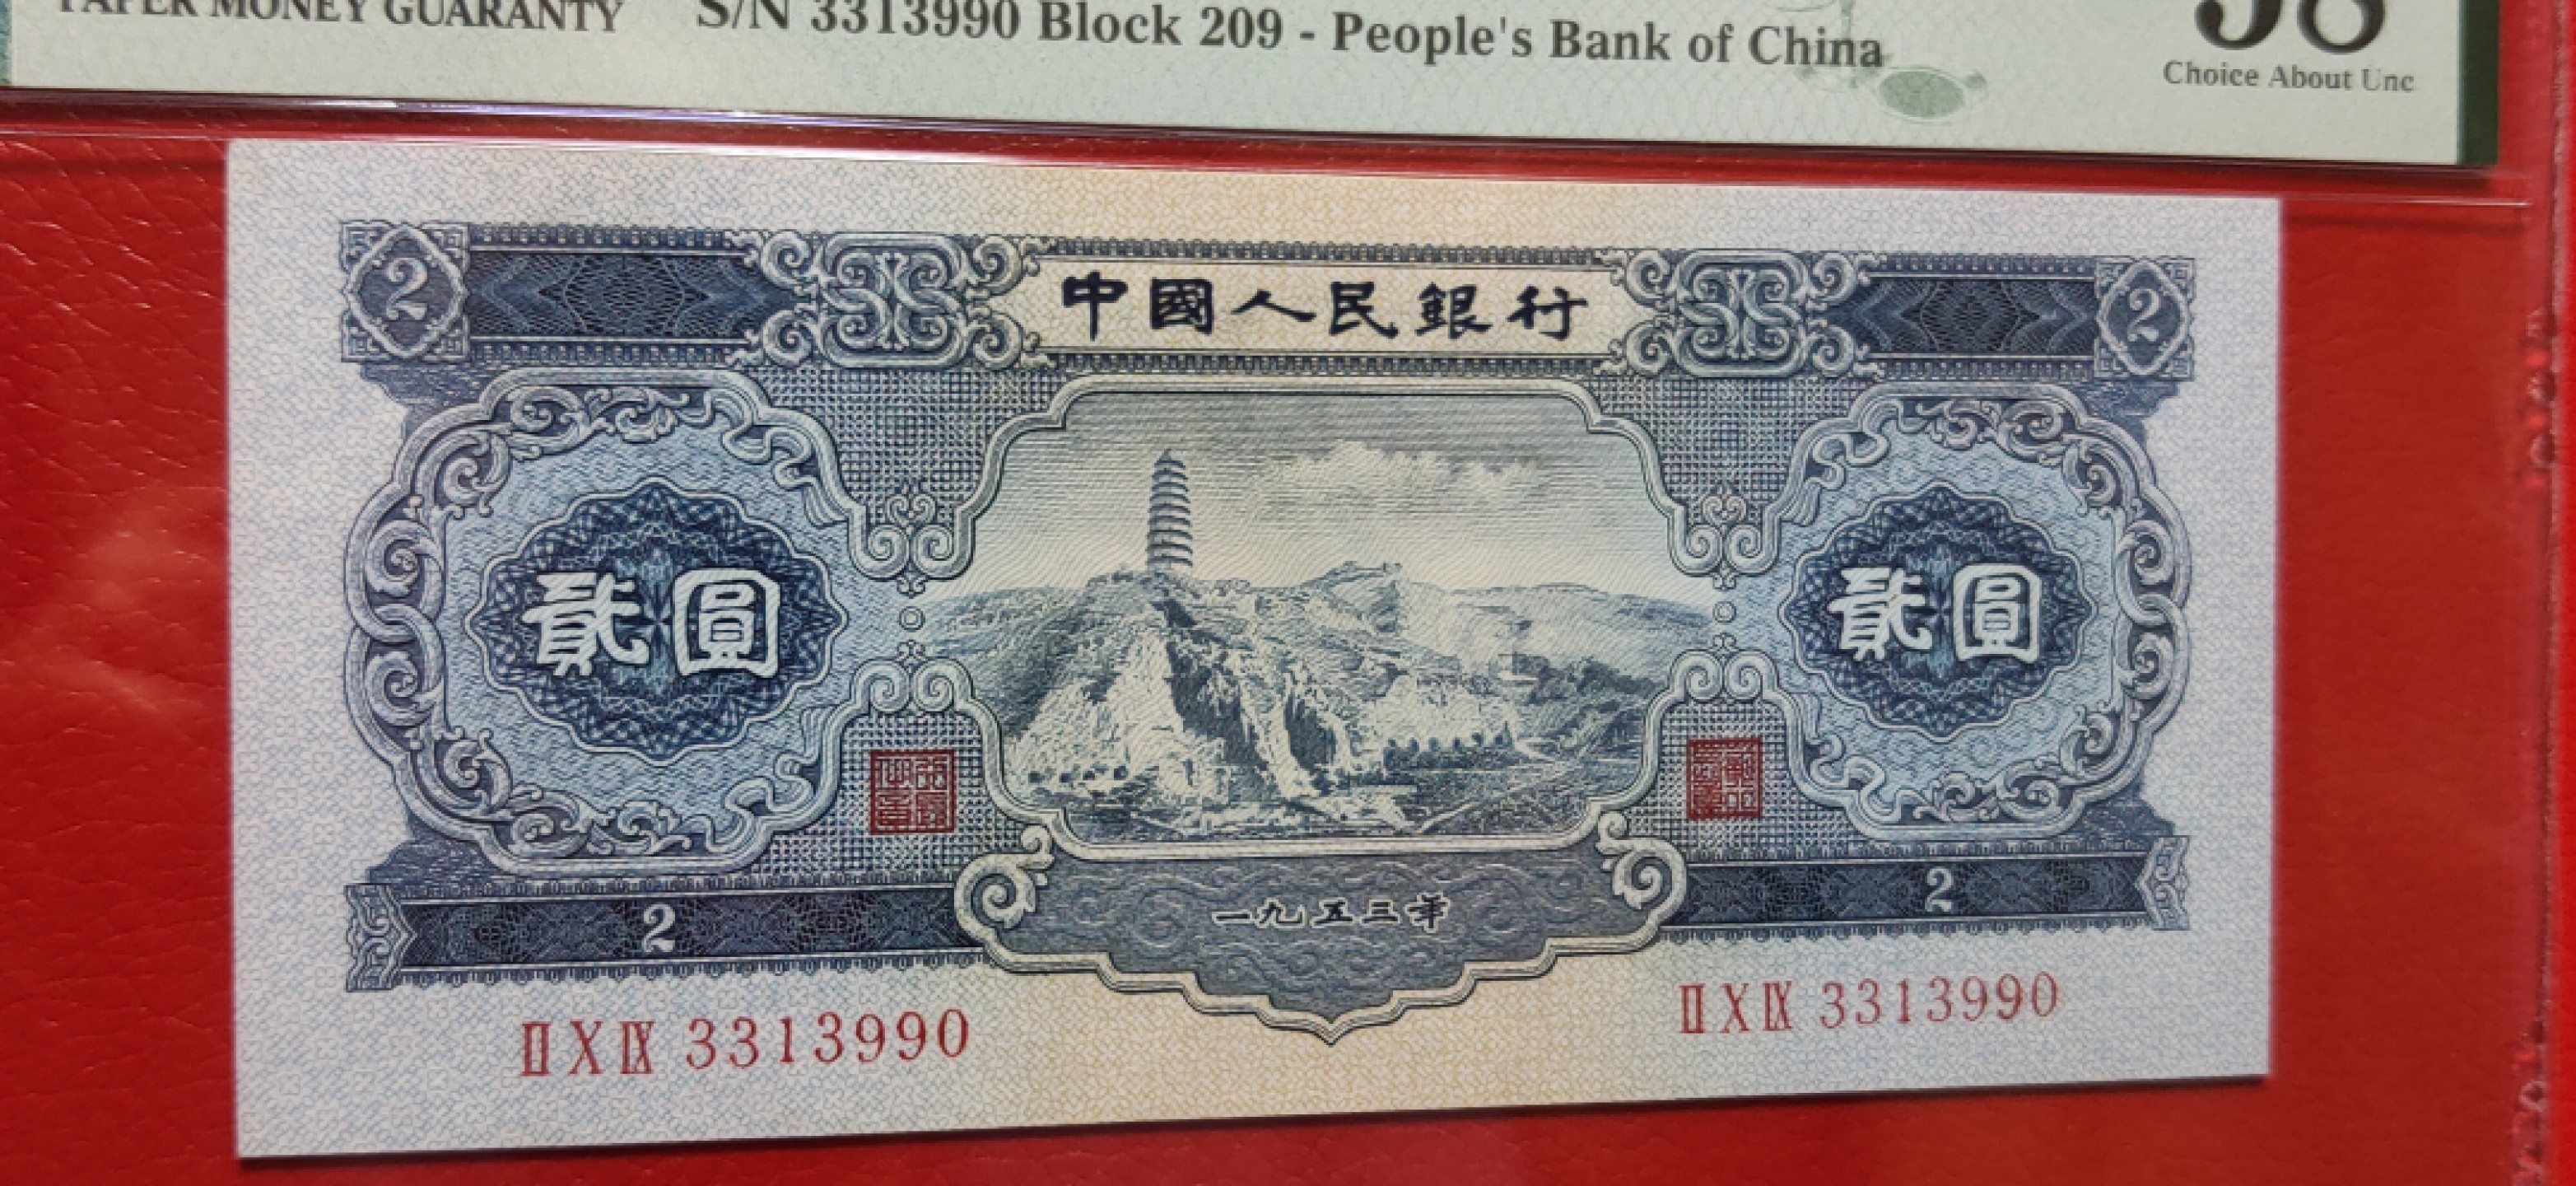 PAPER MONEY GUARANTY
S/N 3313990 Block 209 - People's Bank of China
58
Choice About Unc
2
中國人民銀行
2
貳圓
貳圓
2
一九五三年
2
ⅡⅩⅨ 3313990
ⅡⅩⅨ 3313990